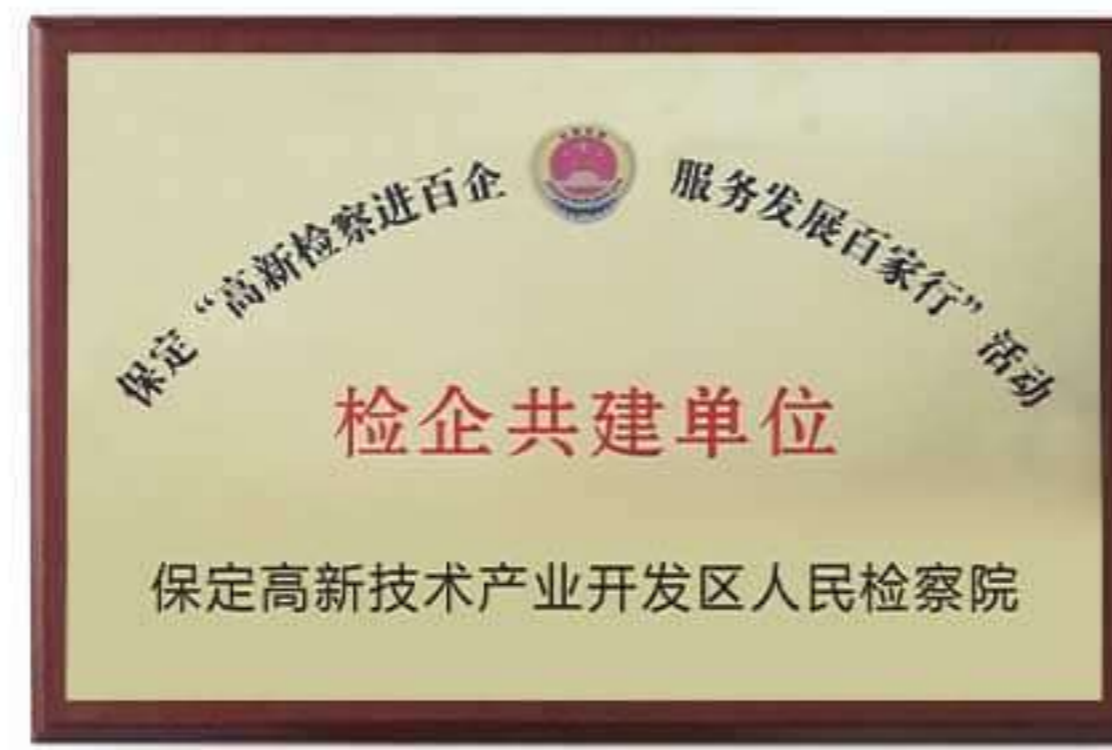 保定“高新检察进百企 服务发展百家行”活动
检企共建单位
保定高新技术产业开发区人民检察院